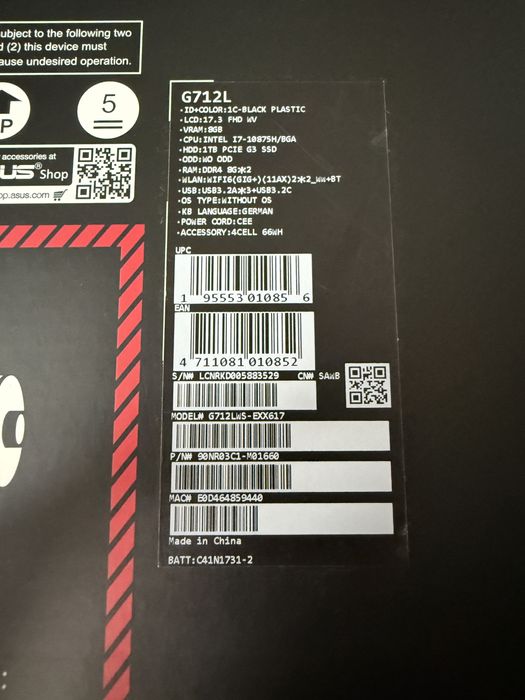 subject to the following two
d (2) this device must
cause undesired operation.
P
5
accessories at
US® Shop
op.asus.com
G712L
·ID+COLOR:1C-BLACK PLASTIC
·LCD:17.3 FHD WV
·VRAM:8GB
·CPU:INTEL I7-10875H/BGA
·HDD:1TB PCIE G3 SSD
·ODD:WO ODD
·RAM:DDR4 8G*2
·WLAN:WIFI6(GIG+)(11AX)2*2_WW+BT
·USB:USB3.2A*3+USB3.2C
·OS TYPE:WITHOUT OS
·KB LANGUAGE:GERMAN
·POWER CORD:CEE
·ACCESSORY:4CELL 66WH
UPC
1 95553 01085 6
EAN
4 711081 010852
S/N# LCNRKD005883529 CN# SAWB
MODEL# G712LWS-EXX617
P/N# 90NR03C1-M01660
MAC# E0D464859440
Made in China
BATT:C41N1731-2